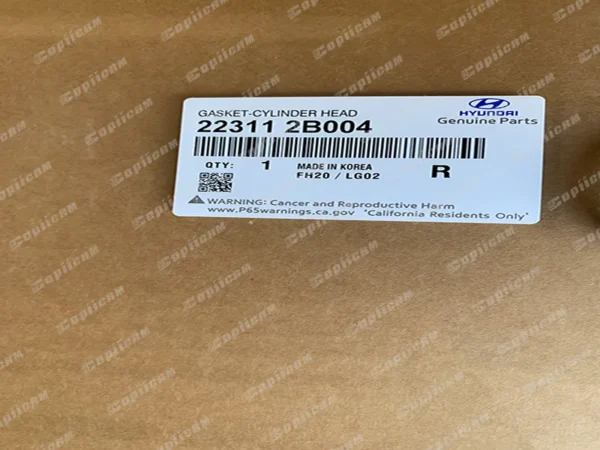 GASKET-CYLINDER HEAD
22311 2B004
HYUNDAI
Genuine Parts
QTY: 1
MADE IN KOREA
FH20 / LG02
R
WARNING: Cancer and Reproductive Harm
www.P65warnings.ca.gov "California Residents Only"
Copiicam